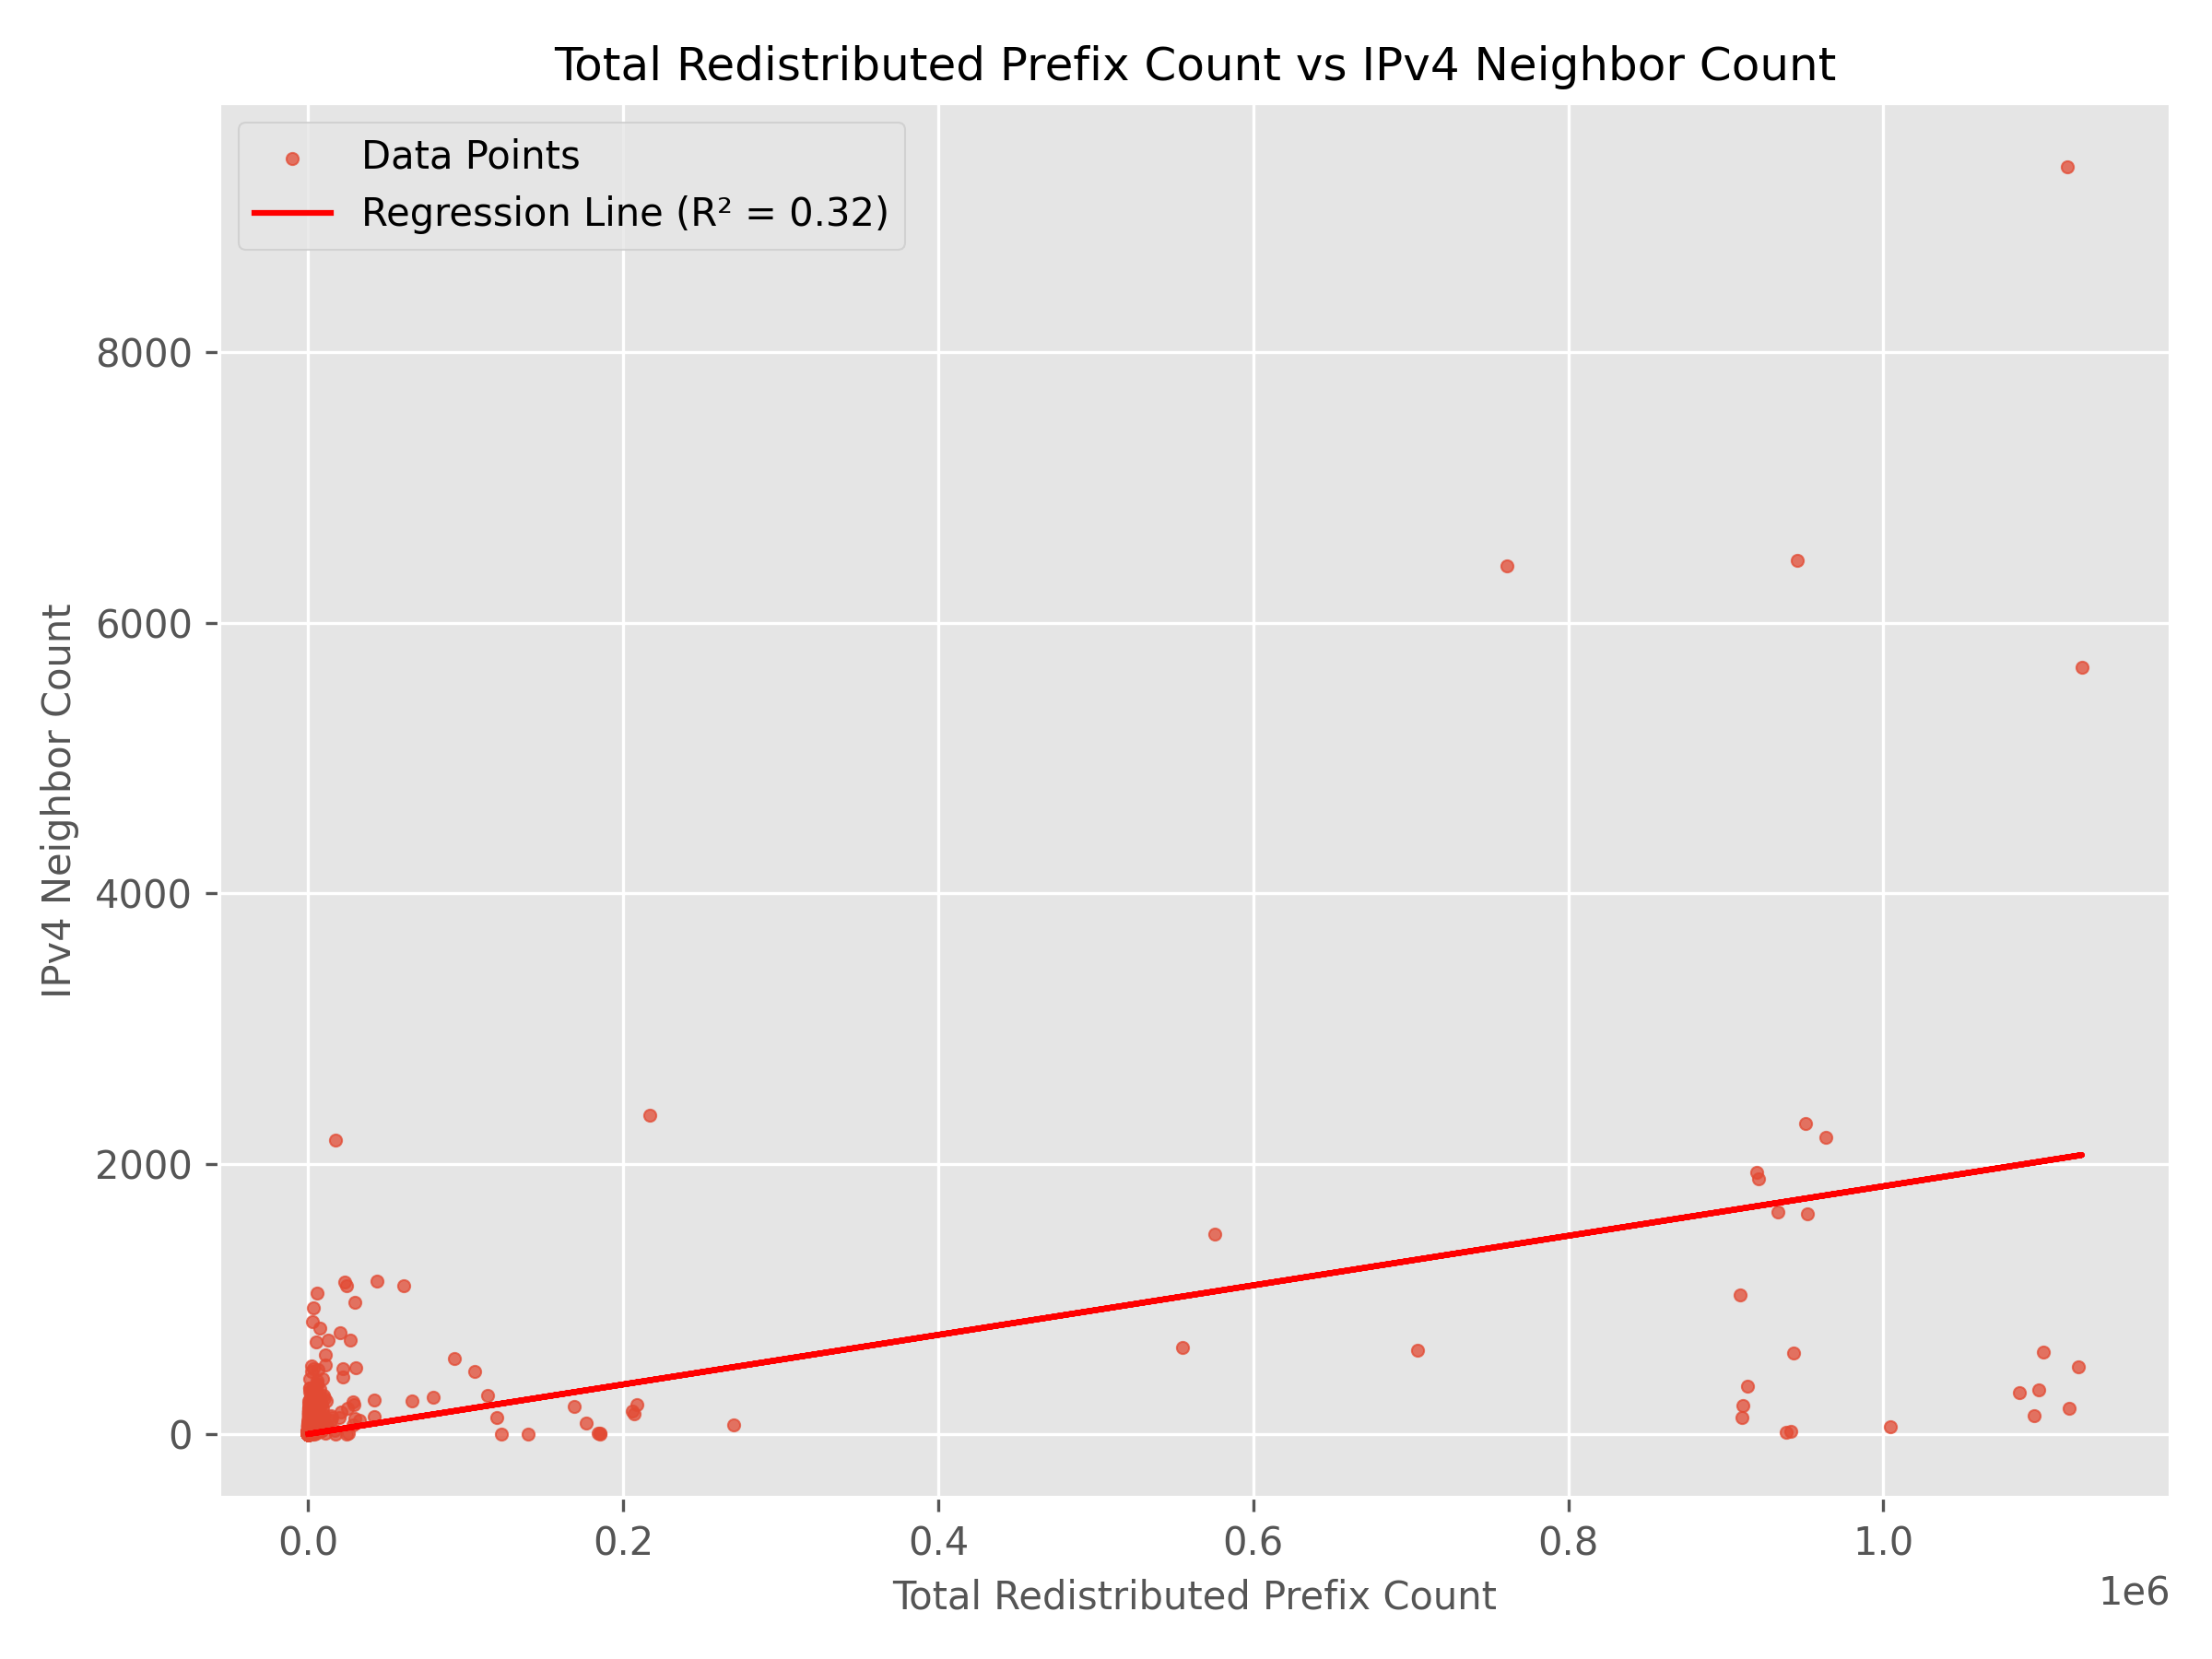 Total Redistributed Prefix Count vs IPv4 Neighbor Count
Data Points
Regression Line (R² = 0.32)
8000
6000
4000
2000
0
IPv4 Neighbor Count
0.0 0.2 0.4 0.6 0.8 1.0
1e6
Total Redistributed Prefix Count